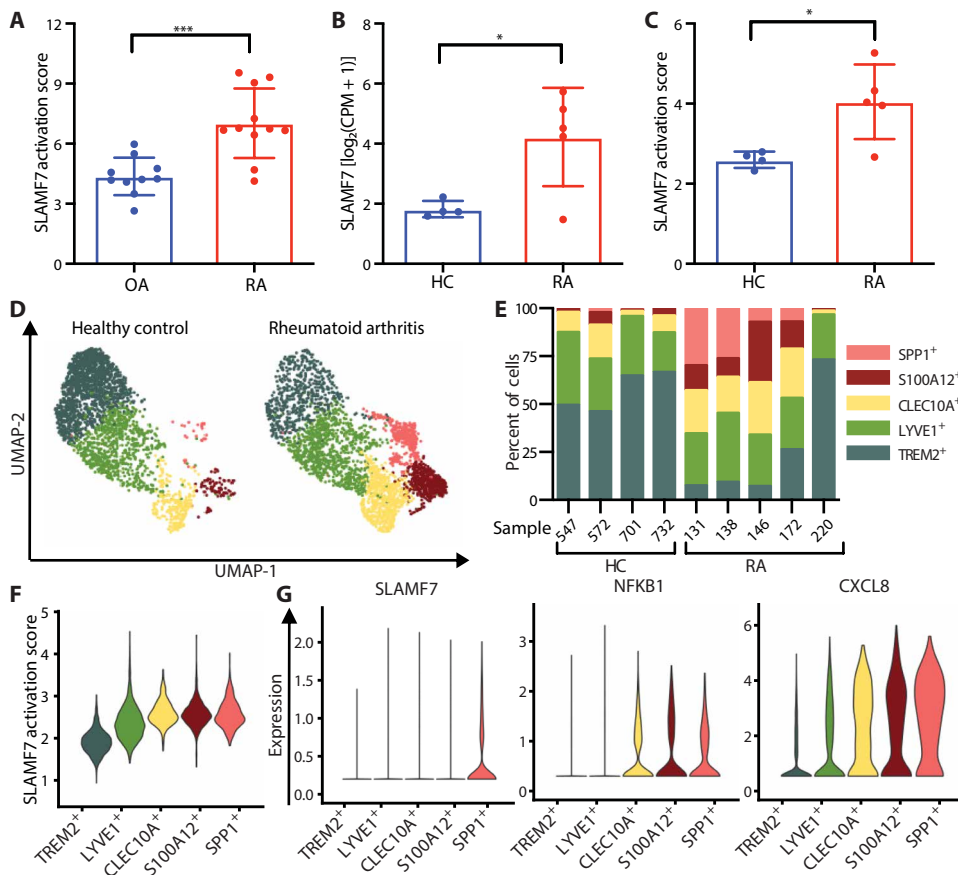 A
SLAMF7 activation score
12
9
6
3
0
***
OA
RA
B
SLAMF7 [log₂(CPM + 1)]
8
6
4
2
0
*
HC
RA
C
SLAMF7 activation score
6
4
2
0
*
HC
RA
D
Healthy control
Rheumatoid arthritis
UMAP-2
UMAP-1
E
Percent of cells
100
75
50
25
0
SPP1⁺
S100A12⁺
CLEC10A⁺
LYVE1⁺
TREM2⁺
Sample
547 572 701 732 131 138 146 172 220
HC
RA
F
SLAMF7 activation score
5
4
3
2
1
TREM2⁺ LYVE1⁺ CLEC10A⁺ S100A12⁺ SPP1⁺
G
Expression
SLAMF7
2.0
1.5
1.0
0.5
0.0
TREM2⁺ LYVE1⁺ CLEC10A⁺ S100A12⁺ SPP1⁺
NFKB1
3
2
1
0
TREM2⁺ LYVE1⁺ CLEC10A⁺ S100A12⁺ SPP1⁺
CXCL8
6
4
2
0
TREM2⁺ LYVE1⁺ CLEC10A⁺ S100A12⁺ SPP1⁺